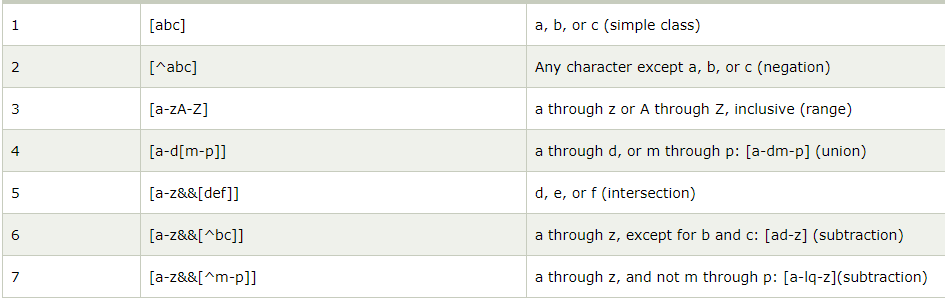 1 [abc] a, b, or c (simple class)
2 [^abc] Any character except a, b, or c (negation)
3 [a-zA-Z] a through z or A through Z, inclusive (range)
4 [a-d[m-p]] a through d, or m through p: [a-dm-p] (union)
5 [a-z&&[def]] d, e, or f (intersection)
6 [a-z&&[^bc]] a through z, except for b and c: [ad-z] (subtraction)
7 [a-z&&[^m-p]] a through z, and not m through p: [a-lq-z](subtraction)